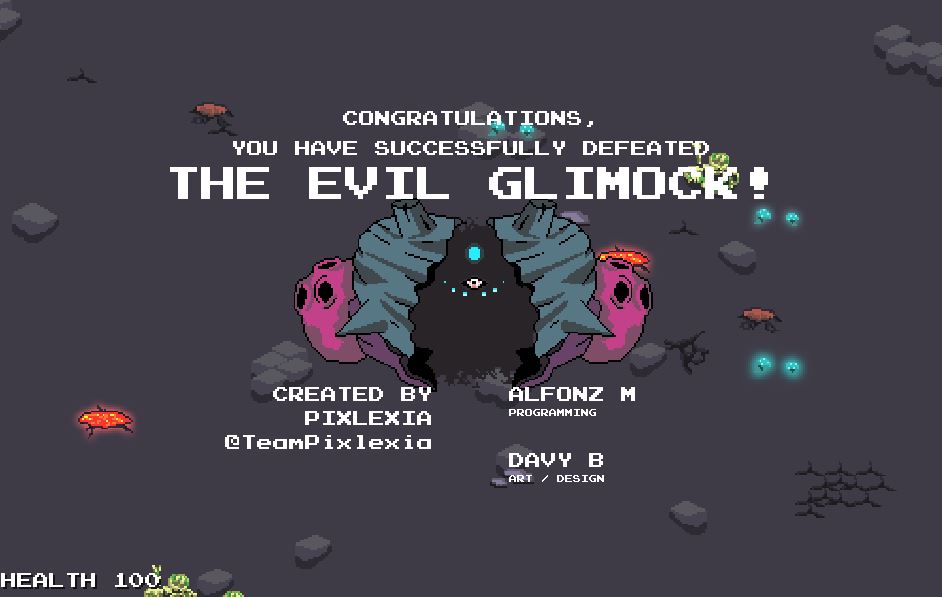 CONGRATULATIONS,
YOU HAVE SUCCESSFULLY DEFEATED
THE EVIL GLIMOCK!
CREATED BY
PIXLEXIA
@TeamPixlexia
ALFONZ M
PROGRAMMING
DAVY B
ART / DESIGN
HEALTH 100